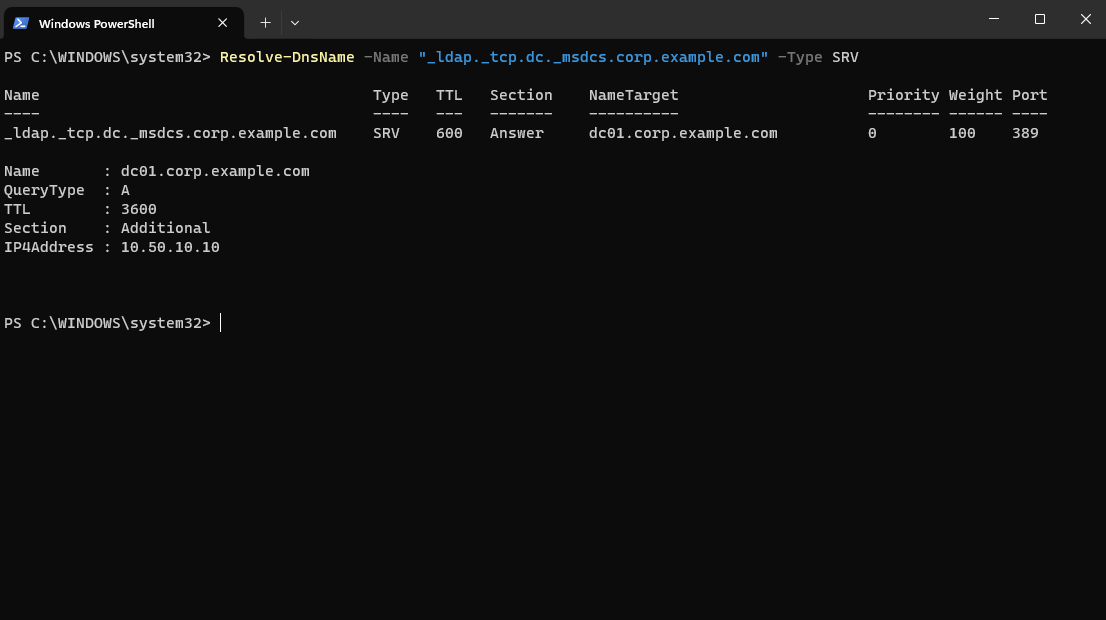 Windows PowerShell
PS C:\WINDOWS\system32> Resolve-DnsName -Name "_ldap._tcp.dc._msdcs.corp.example.com" -Type SRV
Name                                     Type   TTL   Section    NameTarget                     Priority Weight Port
----                                     ----   ---   -------    ----------                     -------- ------ ----
_ldap._tcp.dc._msdcs.corp.example.com    SRV    600   Answer     dc01.corp.example.com          0        100    389
Name       : dc01.corp.example.com
QueryType  : A
TTL        : 3600
Section    : Additional
IP4Address : 10.50.10.10
PS C:\WINDOWS\system32>